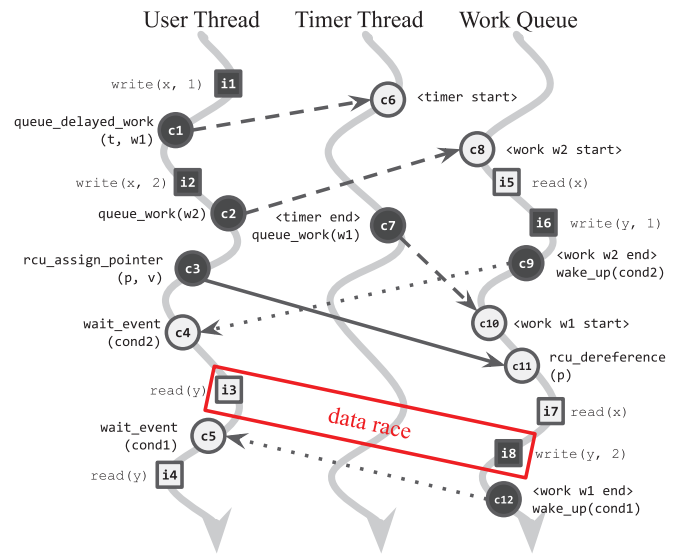 User Thread Timer Thread Work Queue
write(x, 1) i1
c6 <timer start>
queue_delayed_work
(t, w1)
c1
c8 <work w2 start>
write(x, 2) i2
i5 read(x)
queue_work(w2) c2
<timer end>
queue_work(w1)
c7
i6 write(y, 1)
rcu_assign_pointer
(p, v)
c3
c9
<work w2 end>
wake_up(cond2)
wait_event
(cond2)
c4
c10 <work w1 start>
c11
rcu_dereference
(p)
read(y) i3
data race
i7 read(x)
wait_event
(cond1)
c5
i8 write(y, 2)
read(y) i4
c12
<work w1 end>
wake_up(cond1)